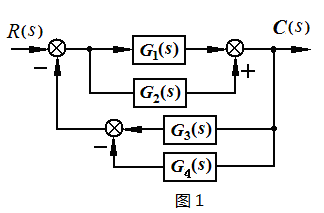 R(s)
G₁(s)
C(s)
−
+
G₂(s)
G₃(s)
−
G₄(s)
图 1